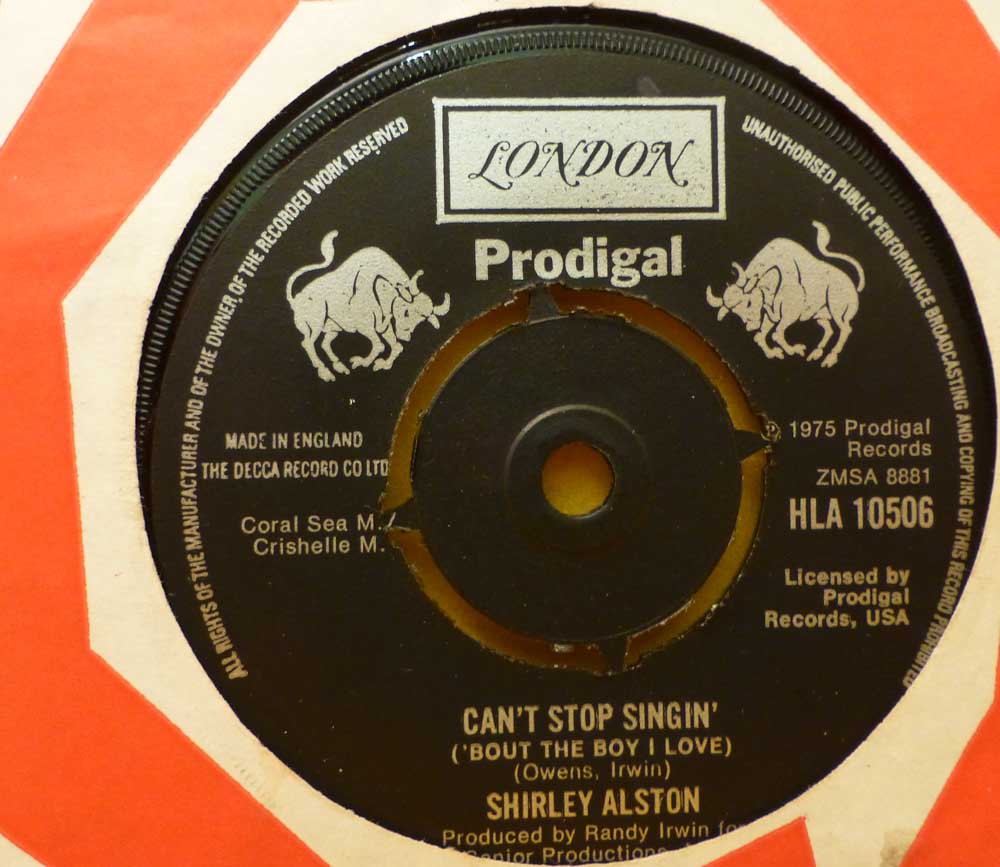 LONDON
Prodigal
ALL RIGHTS OF THE MANUFACTURER AND OF THE OWNER OF THE RECORDED WORK RESERVED
UNAUTHORISED PUBLIC PERFORMANCE BROADCASTING AND COPYING OF THIS RECORD PROHIBITED
MADE IN ENGLAND
THE DECCA RECORD CO LTD
Coral Sea M./
Crishelle M.
℗ 1975 Prodigal
Records
ZMSA 8881
HLA 10506
Licensed by
Prodigal
Records, USA
CAN'T STOP SINGIN'
('BOUT THE BOY I LOVE)
(Owens, Irwin)
SHIRLEY ALSTON
Produced by Randy Irwin for
Senior Productions,